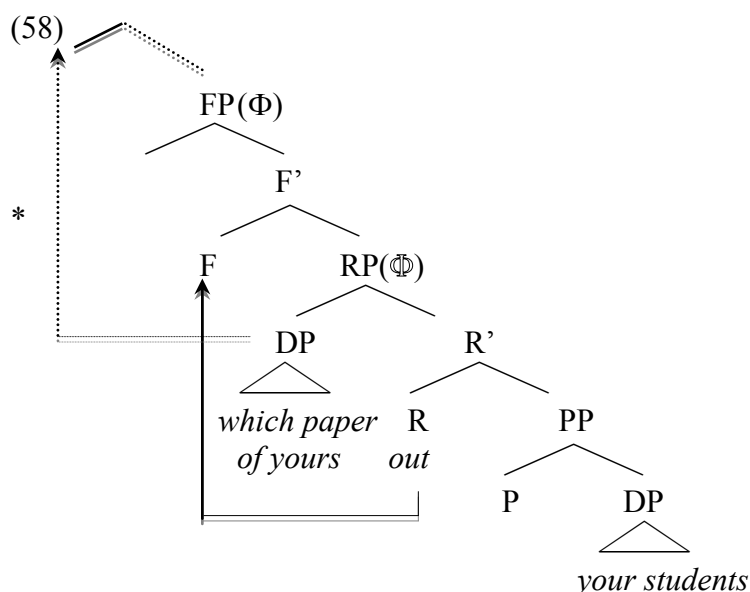 (58)
FP(Φ)
F’
*
F RP(𝚽)
DP R’
which paper R PP
of yours out
P DP
your students